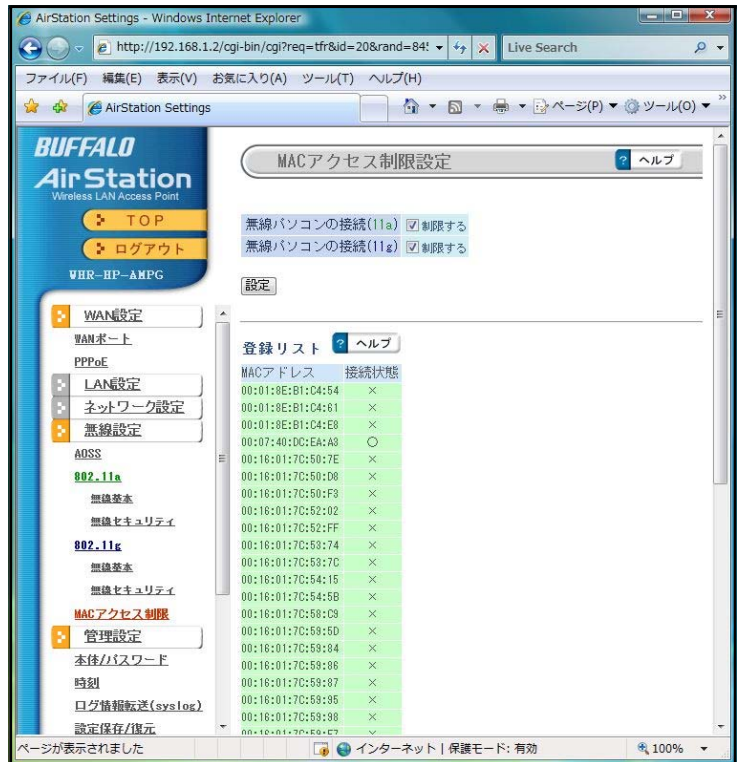 AirStation Settings - Windows Internet Explorer
http://192.168.1.2/cgi-bin/cgi?req=tfr&id=20&rand=84!
Live Search
ファイル(F) 編集(E) 表示(V) お気に入り(A) ツール(T) ヘルプ(H)
AirStation Settings
ページ(P) ツール(O)
BUFFALO
AirStation
Wireless LAN Access Point
TOP
ログアウト
WHR-HP-AMPG
WAN設定
WANポート
PPPoE
LAN設定
ネットワーク設定
無線設定
AOSS
802.11a
無線基本
無線セキュリティ
802.11g
無線基本
無線セキュリティ
MACアクセス制限
管理設定
本体/パスワード
時刻
ログ情報転送(syslog)
設定保存/復元
MACアクセス制限設定 ? ヘルプ
無線パソコンの接続(11a) 制限する
無線パソコンの接続(11g) 制限する
設定
登録リスト ? ヘルプ
MACアドレス 接続状態
00:01:8E:B1:C4:54 ×
00:01:8E:B1:C4:61 ×
00:01:8E:B1:C4:E8 ×
00:07:40:DC:EA:A3 ○
00:16:01:7C:50:7E ×
00:16:01:7C:50:D8 ×
00:16:01:7C:50:F3 ×
00:16:01:7C:52:02 ×
00:16:01:7C:52:FF ×
00:16:01:7C:53:74 ×
00:16:01:7C:53:7C ×
00:16:01:7C:54:15 ×
00:16:01:7C:54:5B ×
00:16:01:7C:58:C9 ×
00:16:01:7C:59:5D ×
00:16:01:7C:59:84 ×
00:16:01:7C:59:86 ×
00:16:01:7C:59:87 ×
00:16:01:7C:59:95 ×
00:16:01:7C:59:98 ×
ページが表示されました
インターネット | 保護モード: 有効
100%